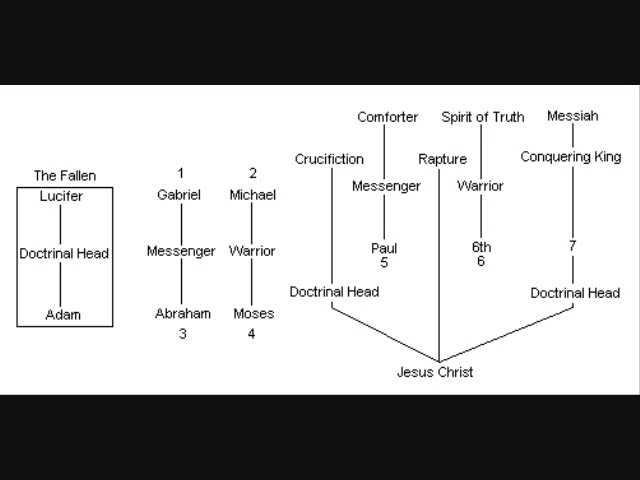 The Fallen
Lucifer
Doctrinal Head
Adam
1
Gabriel
Messenger
Abraham
3
2
Michael
Warrior
Moses
4
Crucifiction
Doctrinal Head
Comforter
Messenger
Paul
5
Rapture
Spirit of Truth
Warrior
6th
6
Messiah
Conquering King
7
Doctrinal Head
Jesus Christ